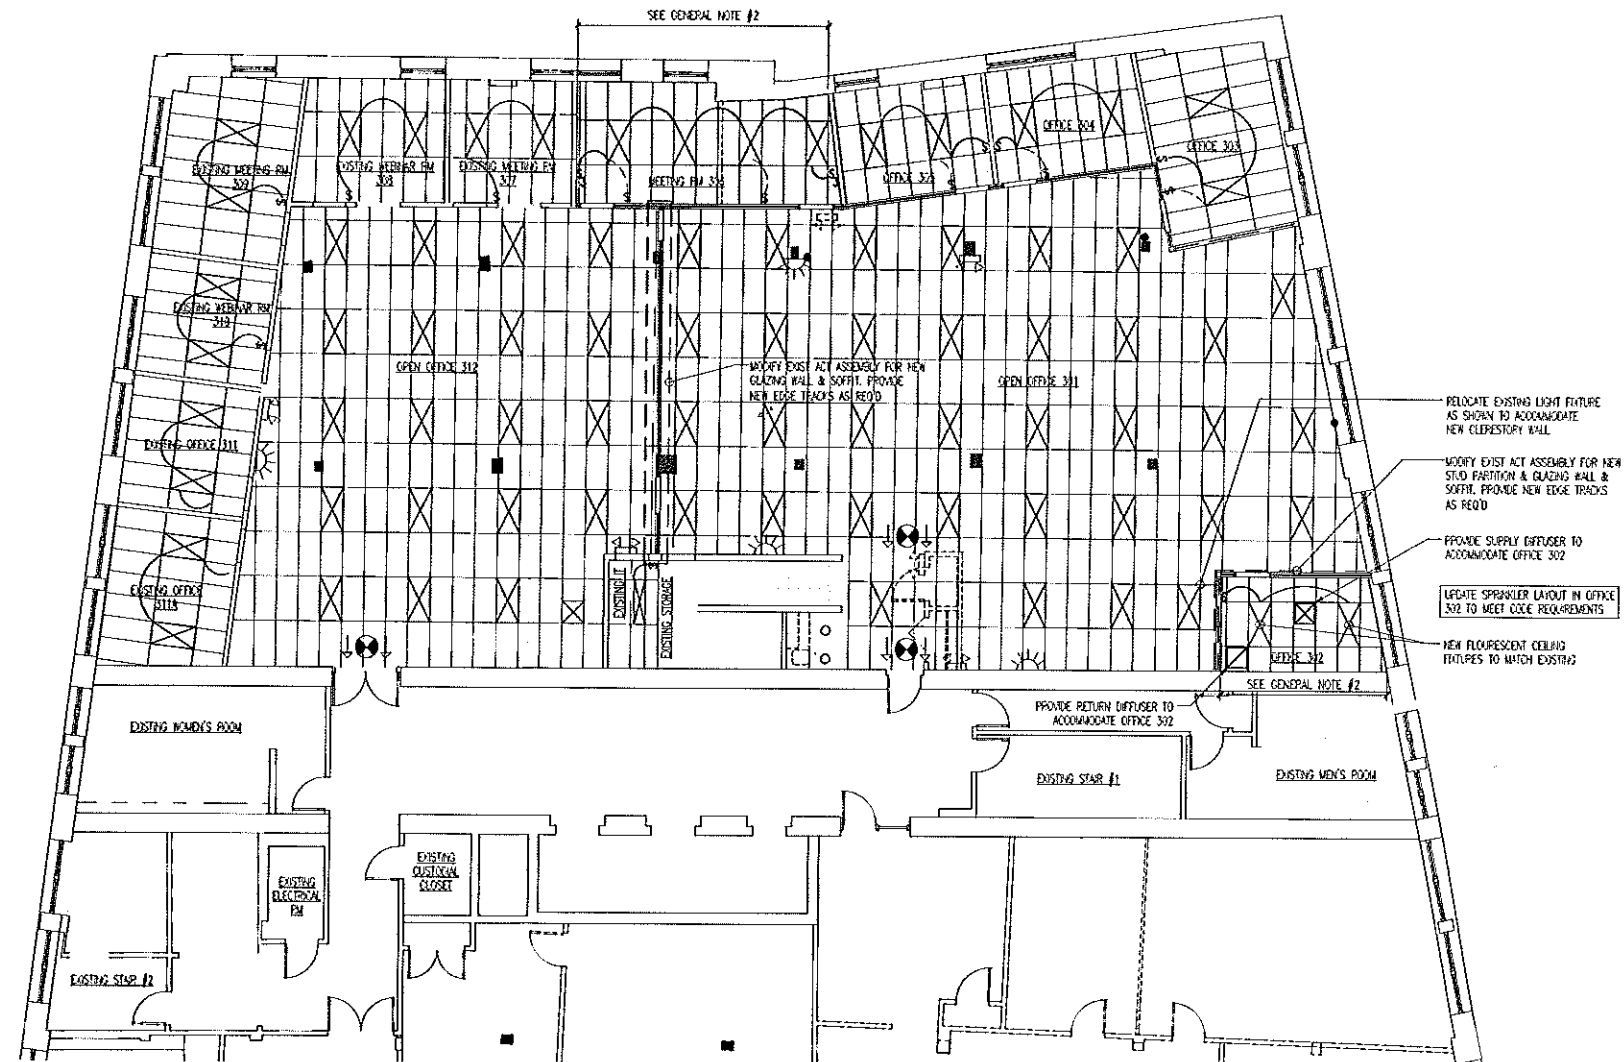 SEE GENERAL NOTE #2
OFFICE 304
OFFICE 303
EXISTING MEETING RM
309
EXISTING WEBINAR RM
308
EXISTING MEETING RM
307
MEETING RM 306
OFFICE 305
EXISTING WEBINAR RM
310
OPEN OFFICE 312
MODIFY EXIST ACT ASSEMBLY FOR NEW
GLAZING WALL & SOFFIT. PROVIDE
NEW EDGE TRACKS AS REQ'D
OPEN OFFICE 301
RELOCATE EXISTING LIGHT FIXTURE
AS SHOWN TO ACCOMMODATE
NEW CLERESTORY WALL
EXISTING OFFICE 311
MODIFY EXIST ACT ASSEMBLY FOR NEW
STUD PARTITION & GLAZING WALL &
SOFFIT. PROVIDE NEW EDGE TRACKS
AS REQ'D
PROVIDE SUPPLY DIFFUSER TO
ACCOMMODATE OFFICE 302
EXISTING OFFICE
311A
EXISTING IT
EXISTING STORAGE
UPDATE SPRINKLER LAYOUT IN OFFICE
302 TO MEET CODE REQUIREMENTS
OFFICE 302
NEW FLOURESCENT CEILING
FIXTURES TO MATCH EXISTING
SEE GENERAL NOTE #2
PROVIDE RETURN DIFFUSER TO
ACCOMMODATE OFFICE 302
EXISTING WOMEN'S ROOM
EXISTING STAIR #1
EXISTING MEN'S ROOM
EXISTING
CUSTODIAL
CLOSET
EXISTING
ELECTRICAL
RM
EXISTING STAIR #2